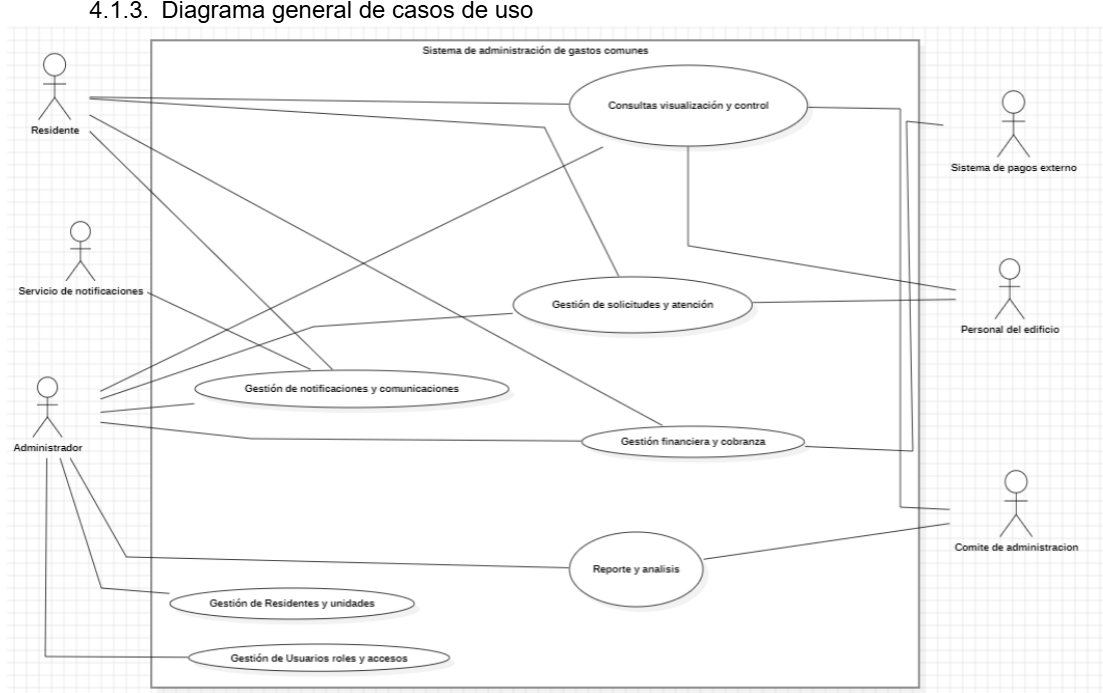 4.1.3. Diagrama general de casos de uso
Sistema de administración de gastos comunes
Consultas visualización y control
Residente
Sistema de pagos externo
Servicio de notificaciones
Gestión de solicitudes y atención
Personal del edificio
Gestión de notificaciones y comunicaciones
Administrador
Gestión financiera y cobranza
Comite de administracion
Reporte y analisis
Gestión de Residentes y unidades
Gestión de Usuarios roles y accesos